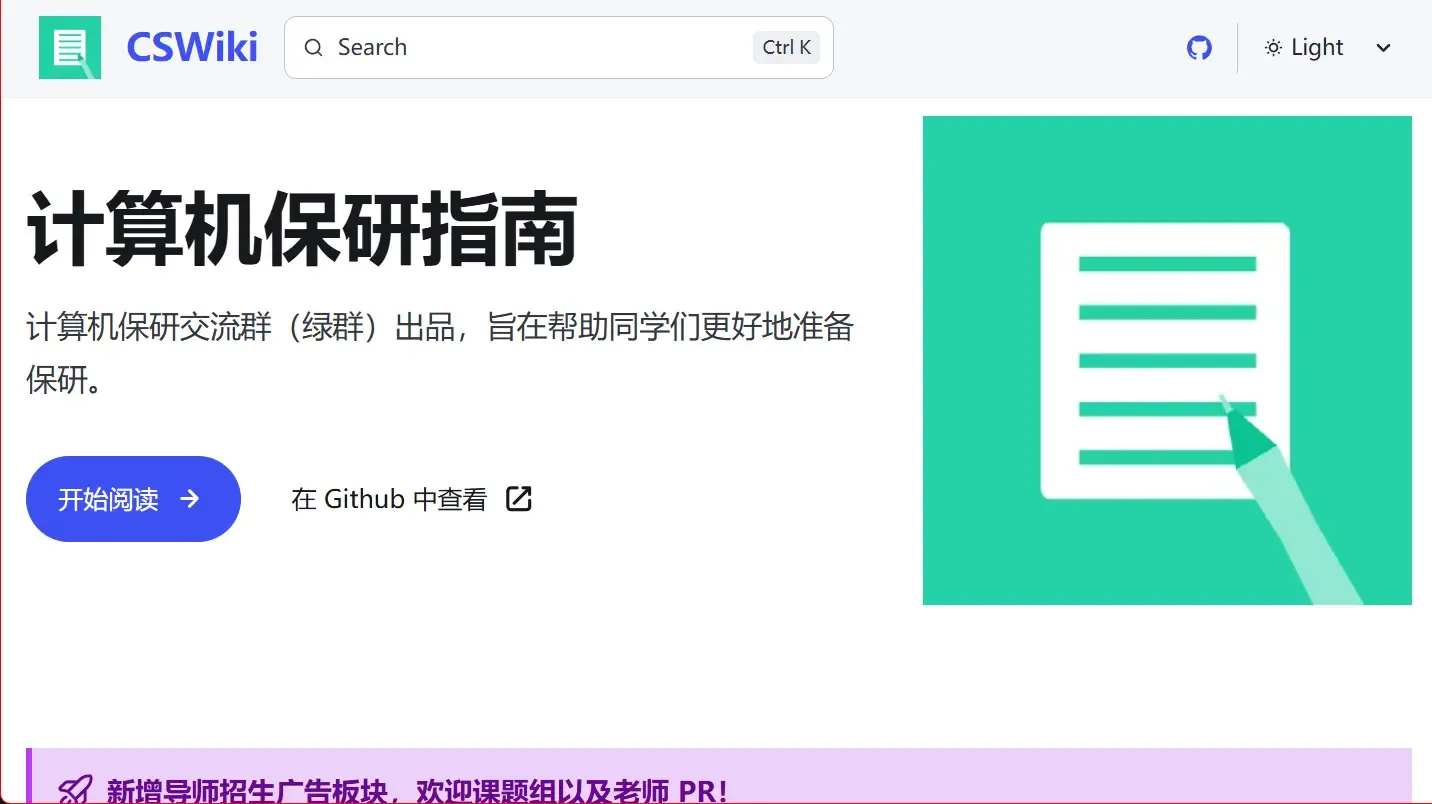 CSWiki
Search
Ctrl K
Light
计算机保研指南
计算机保研交流群（绿群）出品，旨在帮助同学们更好地准备
保研。
开始阅读
在 Github 中查看
新增导师招生广告板块，欢迎课题组以及老师 PR！